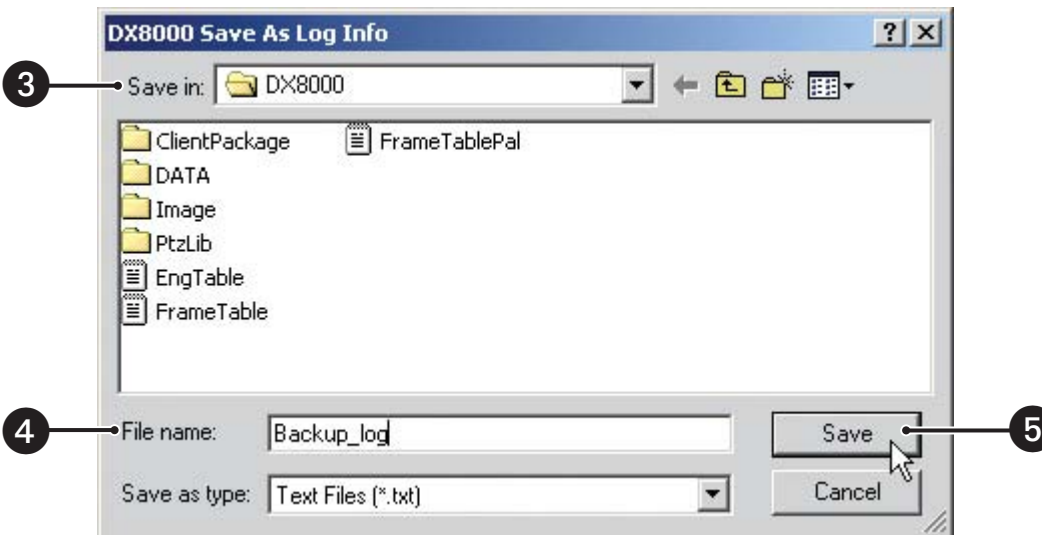 DX8000 Save As Log Info
3 Save in: DX8000
ClientPackage FrameTablePal
DATA
Image
PtzLib
EngTable
FrameTable
4 File name: Backup_log Save 5
Save as type: Text Files (*.txt) Cancel